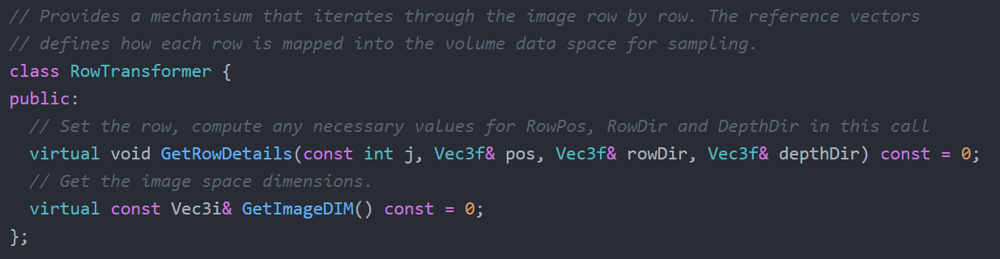 // Provides a mechanisum that iterates through the image row by row. The reference vectors
// defines how each row is mapped into the volume data space for sampling.
class RowTransformer {
public:
  // Set the row, compute any necessary values for RowPos, RowDir and DepthDir in this call
  virtual void GetRowDetails(const int j, Vec3f& pos, Vec3f& rowDir, Vec3f& depthDir) const = 0;
  // Get the image space dimensions.
  virtual const Vec3i& GetImageDIM() const = 0;
};